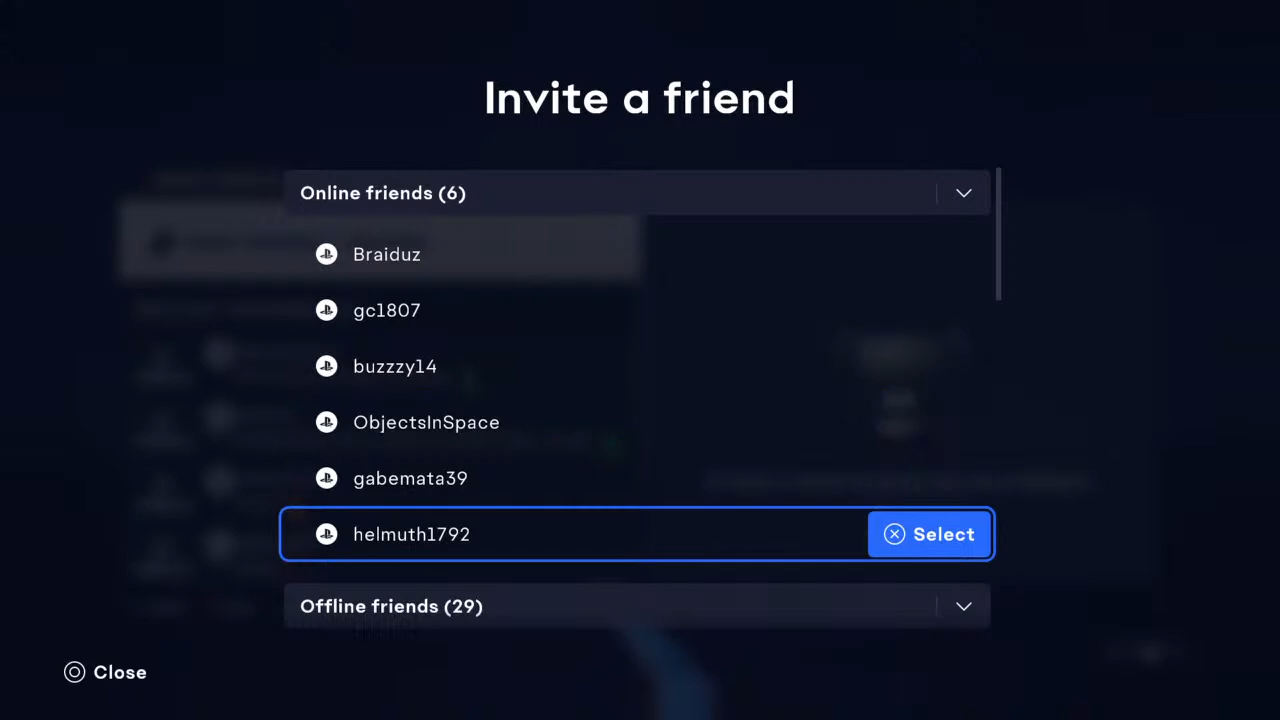 Invite a friend
Online friends (6)
Braiduz
gc1807
buzzzy14
ObjectsInSpace
gabemata39
helmuth1792
Select
Offline friends (29)
Close